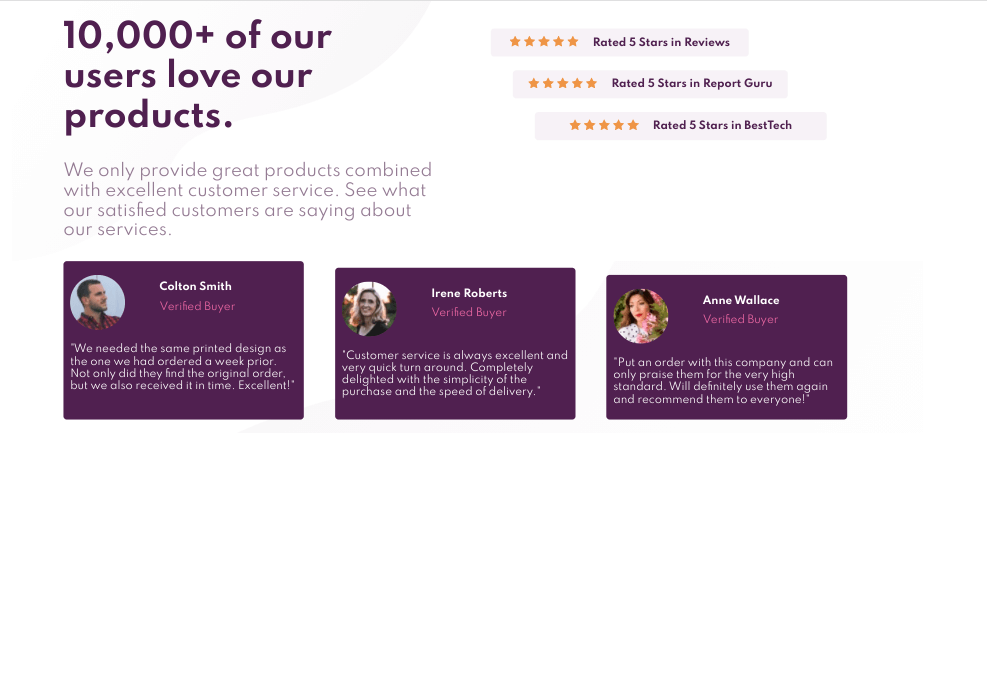 10,000+ of our
users love our
products.
We only provide great products combined
with excellent customer service. See what
our satisfied customers are saying about
our services.
Rated 5 Stars in Reviews
Rated 5 Stars in Report Guru
Rated 5 Stars in BestTech
Colton Smith
Verified Buyer
"We needed the same printed design as
the one we had ordered a week prior.
Not only did they find the original order,
but we also received it in time. Excellent!"
Irene Roberts
Verified Buyer
"Customer service is always excellent and
very quick turn around. Completely
delighted with the simplicity of the
purchase and the speed of delivery."
Anne Wallace
Verified Buyer
"Put an order with this company and can
only praise them for the very high
standard. Will definitely use them again
and recommend them to everyone!"